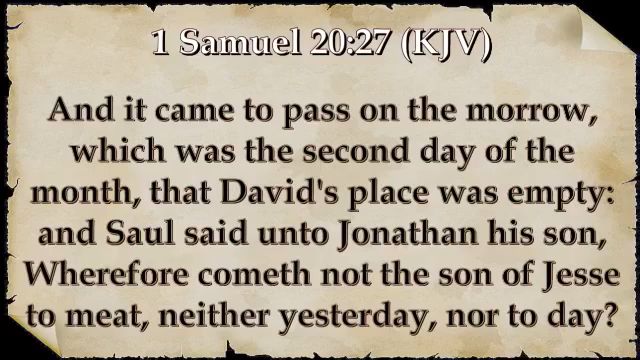 1 Samuel 20:27 (KJV)
And it came to pass on the morrow,
which was the second day of the
month, that David's place was empty:
and Saul said unto Jonathan his son,
Wherefore cometh not the son of Jesse
to meat, neither yesterday, nor to day?